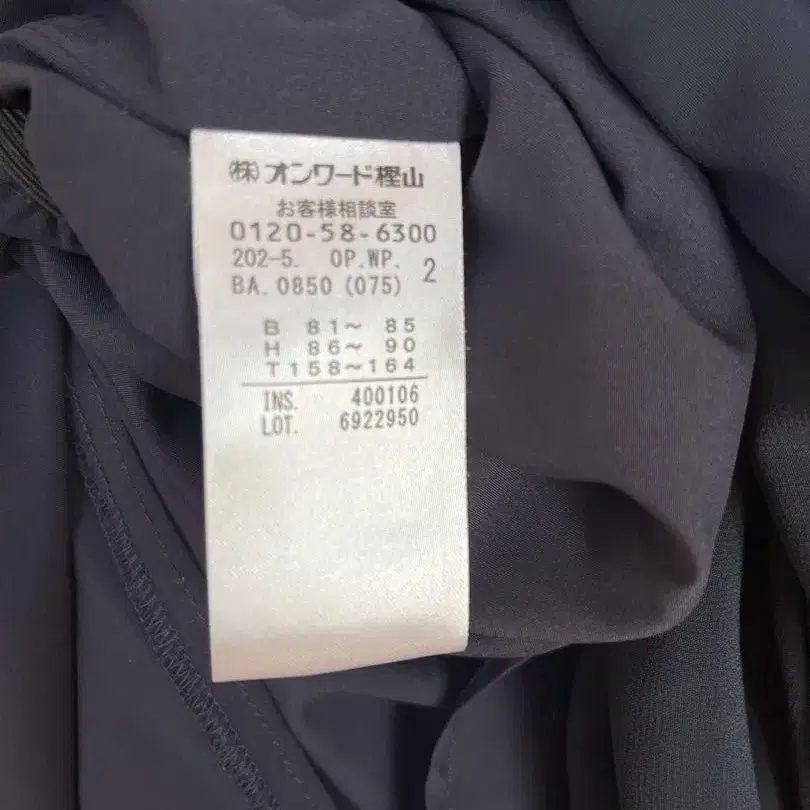 ㈱オンワード樫山
お客様相談室
0120-58-6300
202-5. OP.WP. 2
BA.0850(075)
B 81〜 85
H 86〜 90
T158〜164
INS. 400106
LOT. 6922950